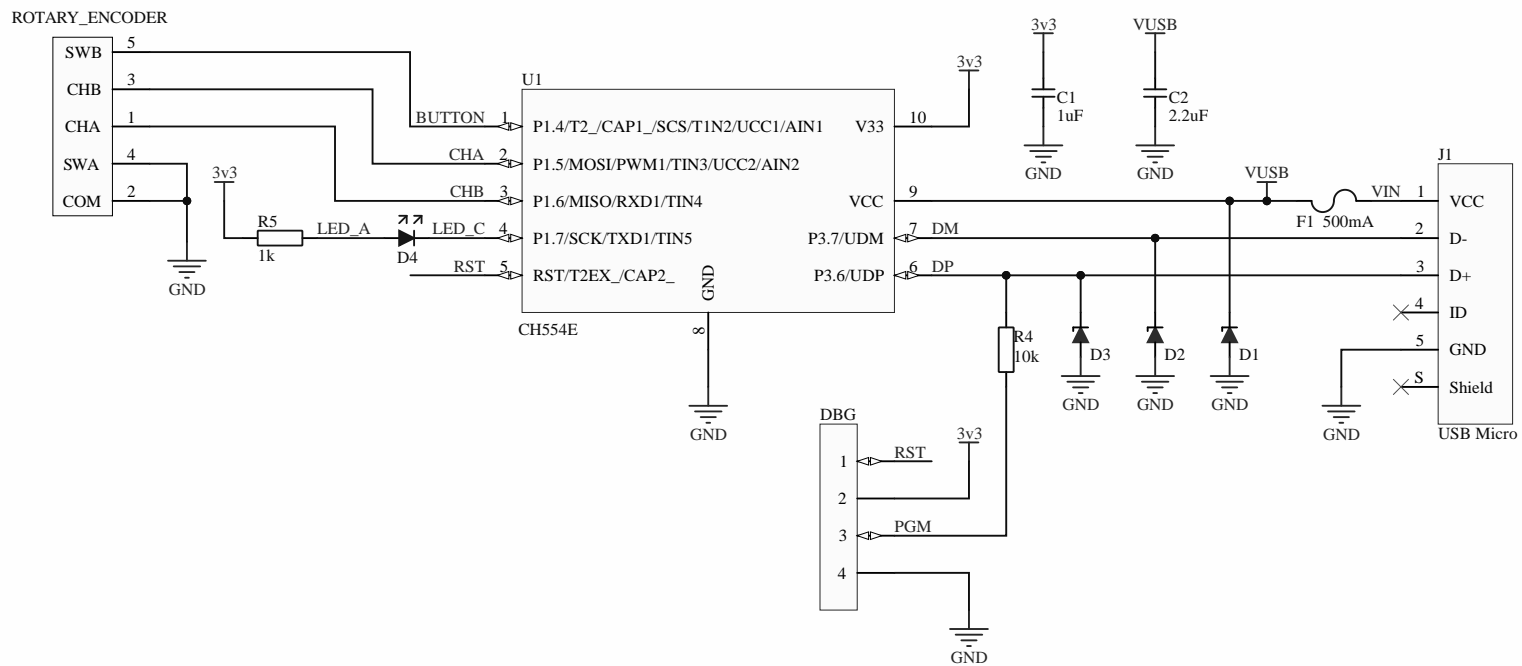 ROTARY_ENCODER
SWB 5
CHB 3
CHA 1
SWA 4
COM 2
GND
3v3
R5
1k
LED_A
D4
LED_C
BUTTON 1
CHA 2
CHB 3
4
RST 5
U1
P1.4/T2_/CAP1_/SCS/T1N2/UCC1/AIN1
P1.5/MOSI/PWM1/TIN3/UCC2/AIN2
P1.6/MISO/RXD1/TIN4
P1.7/SCK/TXD1/TIN5
RST/T2EX_/CAP2_
V33 10
VCC 9
P3.7/UDM 7 DM
P3.6/UDP 6 DP
GND
8
CH554E
GND
3v3
3v3
C1
1uF
GND
VUSB
C2
2.2uF
GND
VUSB
F1 500mA
VIN
J1
1 VCC
2 D-
3 D+
4 ID
5 GND
S Shield
USB Micro
GND
R4
10k
D3
GND
D2
GND
D1
GND
DBG
1 RST
2
3 PGM
4
3v3
GND